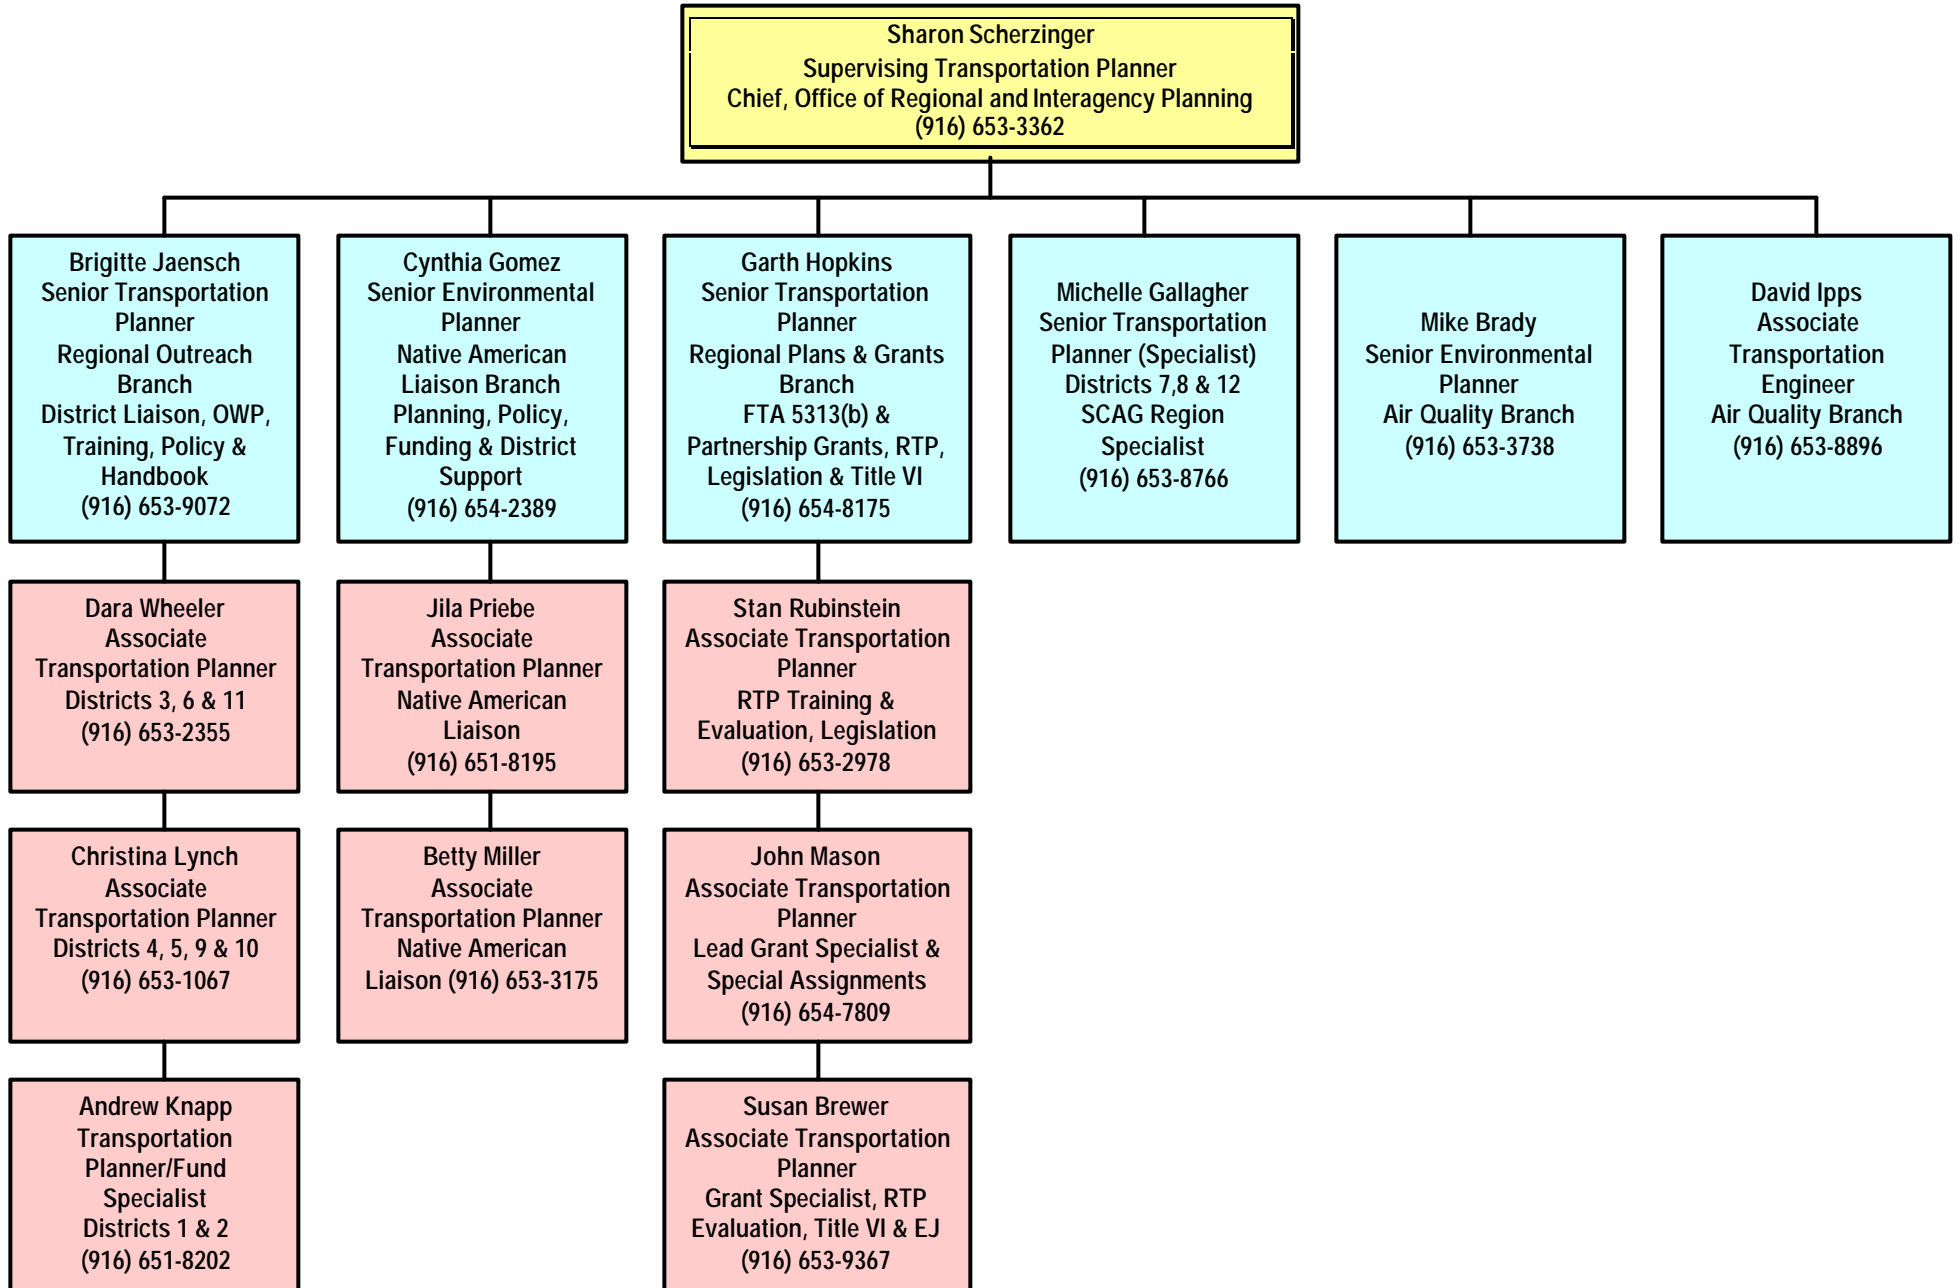 Sharon Scherzinger
Supervising Transportation Planner
Chief, Office of Regional and Interagency Planning
(916) 653-3362
Brigitte Jaensch
Senior Transportation
Planner
Regional Outreach
Branch
District Liaison, OWP,
Training, Policy &
Handbook
(916) 653-9072
Cynthia Gomez
Senior Environmental
Planner
Native American
Liaison Branch
Planning, Policy,
Funding & District
Support
(916) 654-2389
Garth Hopkins
Senior Transportation
Planner
Regional Plans & Grants
Branch
FTA 5313(b) &
Partnership Grants, RTP,
Legislation & Title VI
(916) 654-8175
Michelle Gallagher
Senior Transportation
Planner (Specialist)
Districts 7,8 & 12
SCAG Region
Specialist
(916) 653-8766
Mike Brady
Senior Environmental
Planner
Air Quality Branch
(916) 653-3738
David Ipps
Associate
Transportation
Engineer
Air Quality Branch
(916) 653-8896
Dara Wheeler
Associate
Transportation Planner
Districts 3, 6 & 11
(916) 653-2355
Jila Priebe
Associate
Transportation Planner
Native American
Liaison
(916) 651-8195
Stan Rubinstein
Associate Transportation
Planner
RTP Training &
Evaluation, Legislation
(916) 653-2978
Christina Lynch
Associate
Transportation Planner
Districts 4, 5, 9 & 10
(916) 653-1067
Betty Miller
Associate
Transportation Planner
Native American
Liaison (916) 653-3175
John Mason
Associate Transportation
Planner
Lead Grant Specialist &
Special Assignments
(916) 654-7809
Andrew Knapp
Transportation
Planner/Fund
Specialist
Districts 1 & 2
(916) 651-8202
Susan Brewer
Associate Transportation
Planner
Grant Specialist, RTP
Evaluation, Title VI & EJ
(916) 653-9367